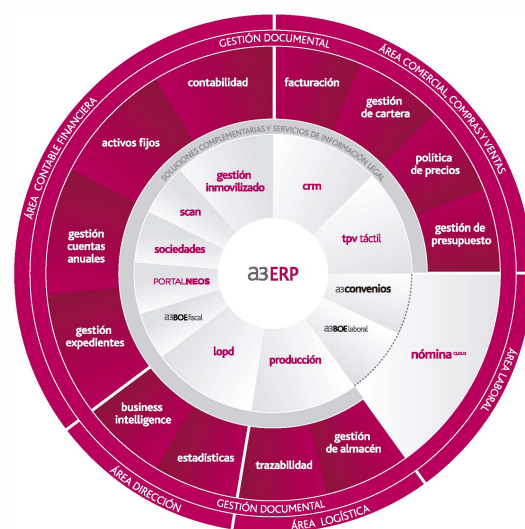 GESTIÓN DOCUMENTAL
ÁREA CONTABLE FINANCIERA
ÁREA COMERCIAL, COMPRAS Y VENTAS
contabilidad
facturación
activos fijos
gestión
de cartera
política
de precios
gestión
cuentas
anuales
gestión de
presupuesto
gestión
expedientes
SOLUCIONES COMPLEMENTARIAS Y SERVICIOS DE INFORMACIÓN LEGAL
gestión
inmovilizado
crm
scan
tpv táctil
sociedades
PORTALNEOS
a3ERP
a3convenios
a3BOEfiscal
a3BOElaboral
lopd
producción
nómina CLOUD
ÁREA LABORAL
business
intelligence
estadísticas
trazabilidad
gestión
de almacén
GESTIÓN DOCUMENTAL
ÁREA DIRECCIÓN
ÁREA LOGÍSTICA